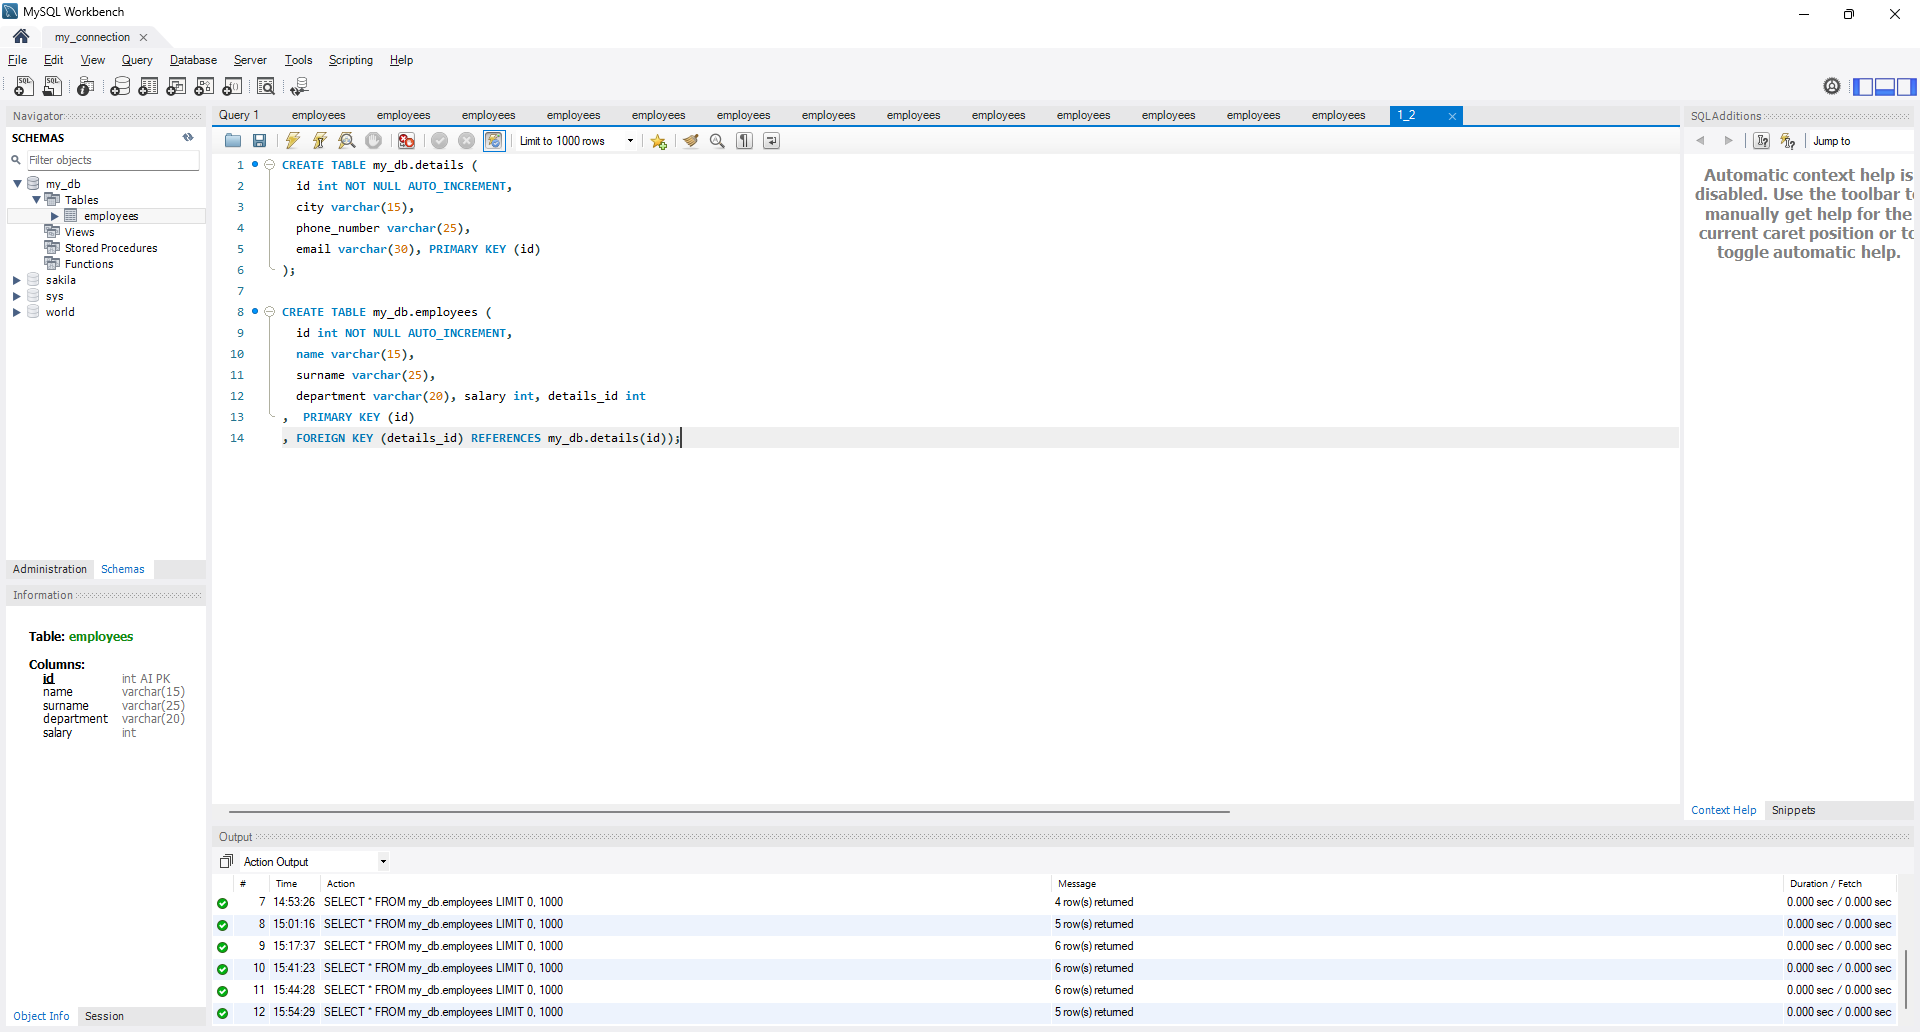 MySQL Workbench
my_connection
File Edit View Query Database Server Tools Scripting Help
Navigator
SCHEMAS
Filter objects
my_db
Tables
employees
Views
Stored Procedures
Functions
sakila
sys
world
Administration Schemas
Information
Table: employees
Columns:
id int AI PK
name varchar(15)
surname varchar(25)
department varchar(20)
salary int
Object Info Session
Query 1 employees employees employees employees employees employees employees employees employees employees employees employees employees 1_2
Limit to 1000 rows
1 CREATE TABLE my_db.details (
2 id int NOT NULL AUTO_INCREMENT,
3 city varchar(15),
4 phone_number varchar(25),
5 email varchar(30), PRIMARY KEY (id)
6 );
7
8 CREATE TABLE my_db.employees (
9 id int NOT NULL AUTO_INCREMENT,
10 name varchar(15),
11 surname varchar(25),
12 department varchar(20), salary int, details_id int
13 , PRIMARY KEY (id)
14 , FOREIGN KEY (details_id) REFERENCES my_db.details(id));
SQLAdditions
Jump to
Automatic context help is
disabled. Use the toolbar t
manually get help for the
current caret position or to
toggle automatic help.
Context Help Snippets
Output
Action Output
# Time Action Message Duration / Fetch
7 14:53:26 SELECT * FROM my_db.employees LIMIT 0, 1000 4 row(s) returned 0.000 sec / 0.000 sec
8 15:01:16 SELECT * FROM my_db.employees LIMIT 0, 1000 5 row(s) returned 0.000 sec / 0.000 sec
9 15:17:37 SELECT * FROM my_db.employees LIMIT 0, 1000 6 row(s) returned 0.000 sec / 0.000 sec
10 15:41:23 SELECT * FROM my_db.employees LIMIT 0, 1000 6 row(s) returned 0.000 sec / 0.000 sec
11 15:44:28 SELECT * FROM my_db.employees LIMIT 0, 1000 6 row(s) returned 0.000 sec / 0.000 sec
12 15:54:29 SELECT * FROM my_db.employees LIMIT 0, 1000 5 row(s) returned 0.000 sec / 0.000 sec